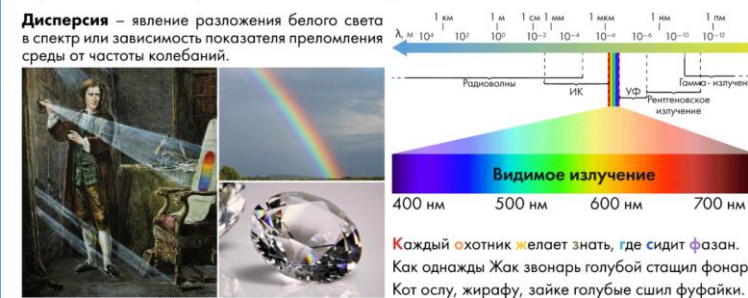 Дисперсия – явление разложения белого света
в спектр или зависимость показателя преломления
среды от частоты колебаний.
1 км 1 м 1 см 1 мм 1 мкм 1 нм 1 пм
λ, м 10⁴ 10² 10⁰ 10⁻² 10⁻⁴ 10⁻⁶ 10⁻⁸ 10⁻¹⁰ 10⁻¹²
Радиоволны
ИК
УФ
Рентгеновское
излучение
Гамма- излучен
Видимое излучение
400 нм 500 нм 600 нм 700 нм
Каждый охотник желает знать, где сидит фазан.
Как однажды Жак звонарь голубой стащил фонар
Кот ослу, жирафу, зайке голубые сшил фуфайки.